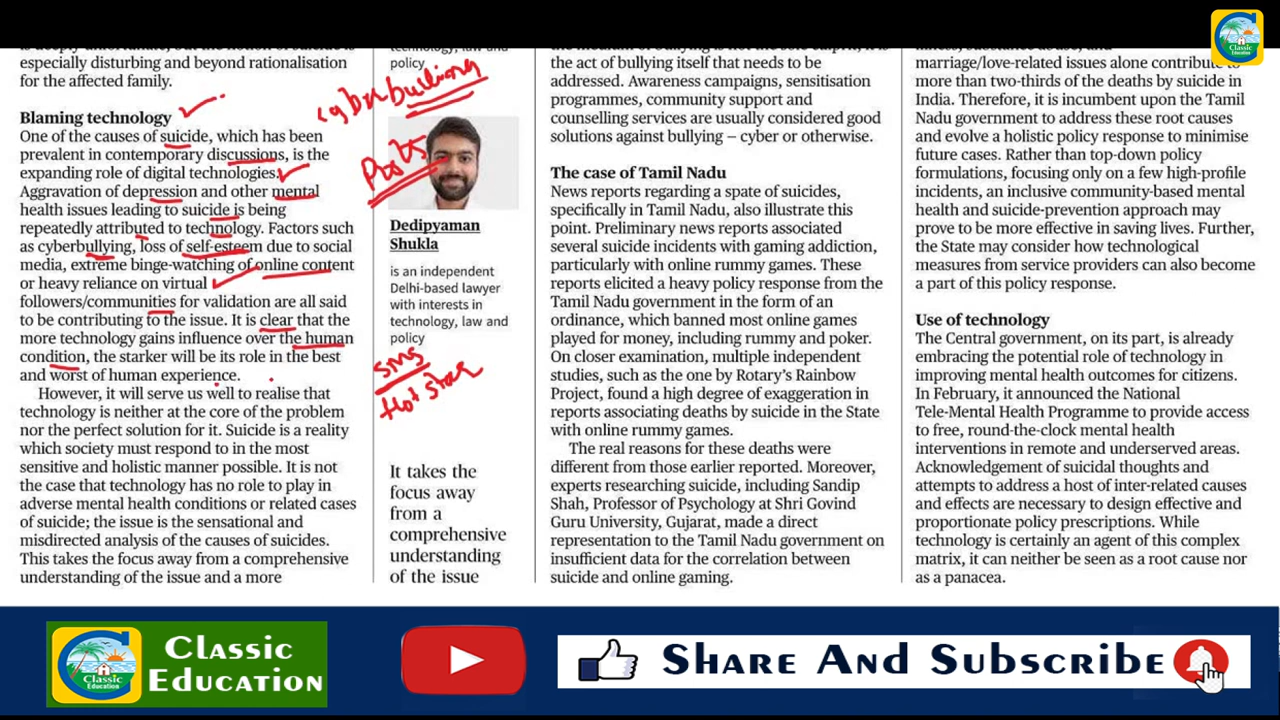 especially disturbing and beyond rationalisation
for the affected family.
Blaming technology
One of the causes of suicide, which has been
prevalent in contemporary discussions, is the
expanding role of digital technologies.
Aggravation of depression and other mental
health issues leading to suicide is being
repeatedly attributed to technology. Factors such
as cyberbullying, loss of self-esteem due to social
media, extreme binge-watching of online content
or heavy reliance on virtual
followers/communities for validation are all said
to be contributing to the issue. It is clear that the
more technology gains influence over the human
condition, the starker will be its role in the best
and worst of human experience.
However, it will serve us well to realise that
technology is neither at the core of the problem
nor the perfect solution for it. Suicide is a reality
which society must respond to in the most
sensitive and holistic manner possible. It is not
the case that technology has no role to play in
adverse mental health conditions or related cases
of suicide; the issue is the sensational and
misdirected analysis of the causes of suicides.
This takes the focus away from a comprehensive
understanding of the issue and a more
technology, law and
policy
cyberbulling
Posts
Dedipyaman
Shukla
is an independent
Delhi-based lawyer
with interests in
technology, law and
policy
SMS
Hot star
It takes the
focus away
from a
comprehensive
understanding
of the issue
the act of bullying itself that needs to be
addressed. Awareness campaigns, sensitisation
programmes, community support and
counselling services are usually considered good
solutions against bullying – cyber or otherwise.
The case of Tamil Nadu
News reports regarding a spate of suicides,
specifically in Tamil Nadu, also illustrate this
point. Preliminary news reports associated
several suicide incidents with gaming addiction,
particularly with online rummy games. These
reports elicited a heavy policy response from the
Tamil Nadu government in the form of an
ordinance, which banned most online games
played for money, including rummy and poker.
On closer examination, multiple independent
studies, such as the one by Rotary's Rainbow
Project, found a high degree of exaggeration in
reports associating deaths by suicide in the State
with online rummy games.
The real reasons for these deaths were
different from those earlier reported. Moreover,
experts researching suicide, including Sandip
Shah, Professor of Psychology at Shri Govind
Guru University, Gujarat, made a direct
representation to the Tamil Nadu government on
insufficient data for the correlation between
suicide and online gaming.
marriage/love-related issues alone contribute to
more than two-thirds of the deaths by suicide in
India. Therefore, it is incumbent upon the Tamil
Nadu government to address these root causes
and evolve a holistic policy response to minimise
future cases. Rather than top-down policy
formulations, focusing only on a few high-profile
incidents, an inclusive community-based mental
health and suicide-prevention approach may
prove to be more effective in saving lives. Further,
the State may consider how technological
measures from service providers can also become
a part of this policy response.
Use of technology
The Central government, on its part, is already
embracing the potential role of technology in
improving mental health outcomes for citizens.
In February, it announced the National
Tele-Mental Health Programme to provide access
to free, round-the-clock mental health
interventions in remote and underserved areas.
Acknowledgement of suicidal thoughts and
attempts to address a host of inter-related causes
and effects are necessary to design effective and
proportionate policy prescriptions. While
technology is certainly an agent of this complex
matrix, it can neither be seen as a root cause nor
as a panacea.
Classic
Education
Classic
Education
Classic
Education
Share And Subscribe